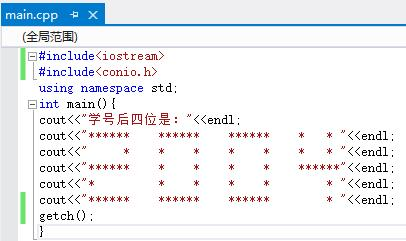 main.cpp
(全局范围)
#include<iostream>
#include<conio.h>
using namespace std;
int main(){
cout<<"学号后四位是："<<endl;
cout<<"******   ******   ******    *   * "<<endl;
cout<<"     *   *    *   *    *    *   * "<<endl;
cout<<"******   *    *   *    *    ******"<<endl;
cout<<"*        *    *   *    *        * "<<endl;
cout<<"******   ******   ******        * "<<endl;
getch();
}